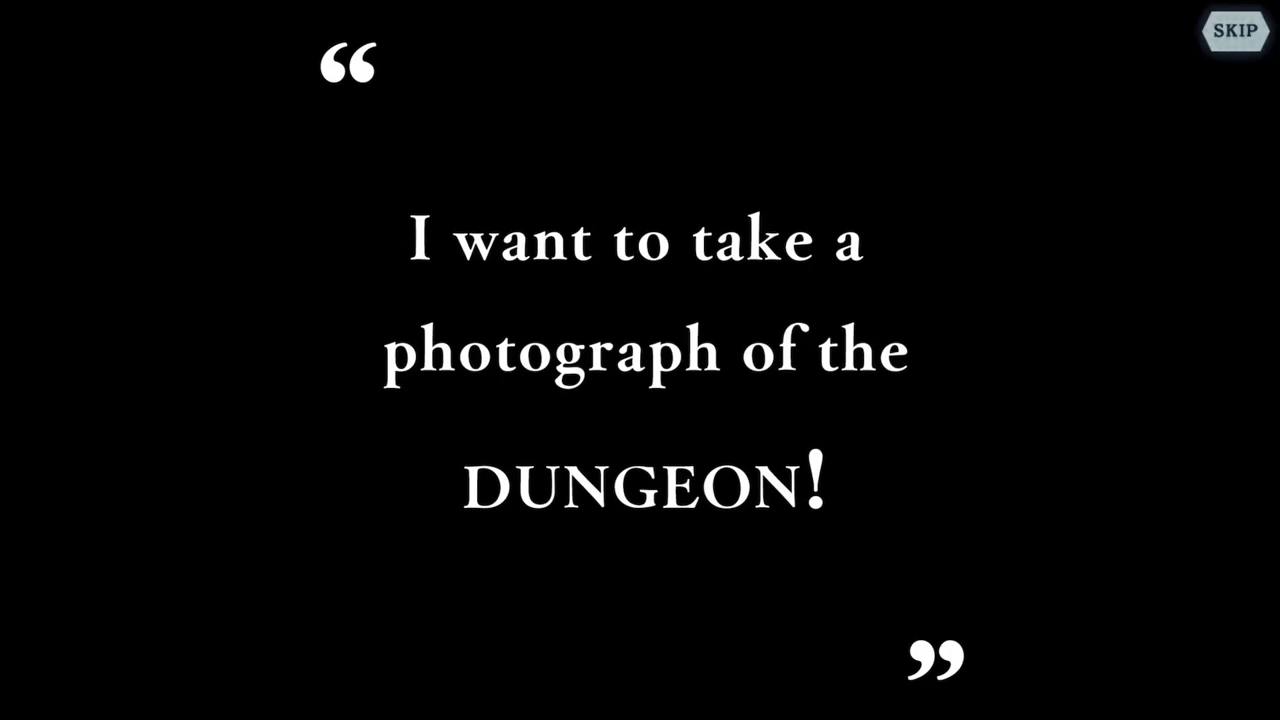 SKIP
“
I want to take a
photograph of the
DUNGEON!
”